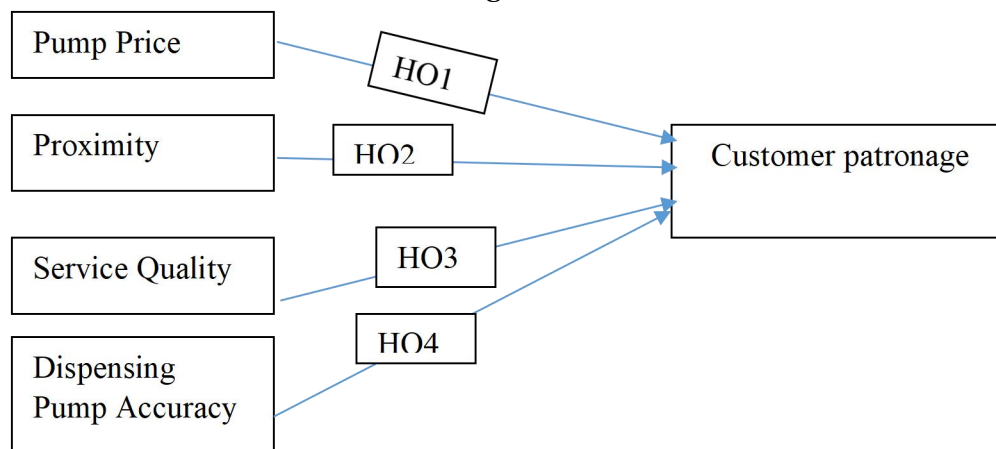 Pump Price
HO1
Proximity
HO2
Customer patronage
Service Quality
HO3
HO4
Dispensing
Pump Accuracy